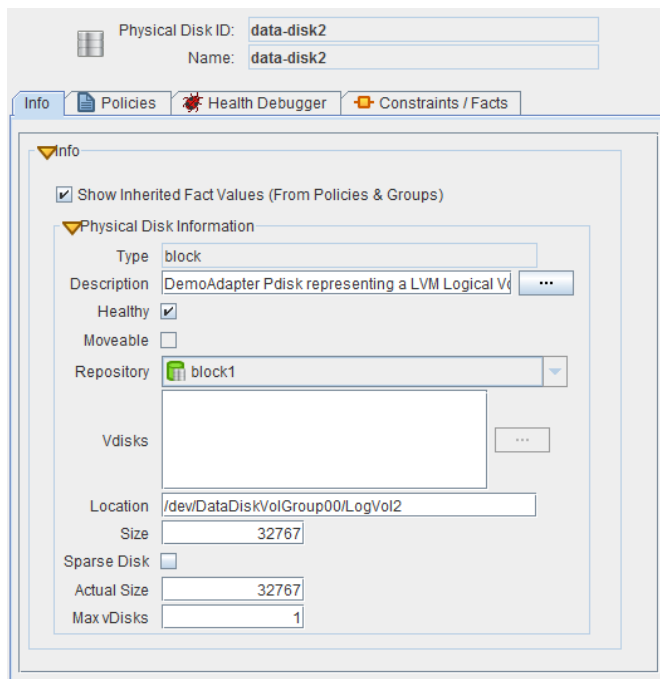 Physical Disk ID: data-disk2
Name: data-disk2
Info Policies Health Debugger Constraints / Facts
Info
Show Inherited Fact Values (From Policies & Groups)
Physical Disk Information
Type block
Description DemoAdapter Pdisk representing a LVM Logical Vo ...
Healthy
Moveable
Repository block1
Vdisks ...
Location /dev/DataDiskVolGroup00/LogVol2
Size 32767
Sparse Disk
Actual Size 32767
Max vDisks 1